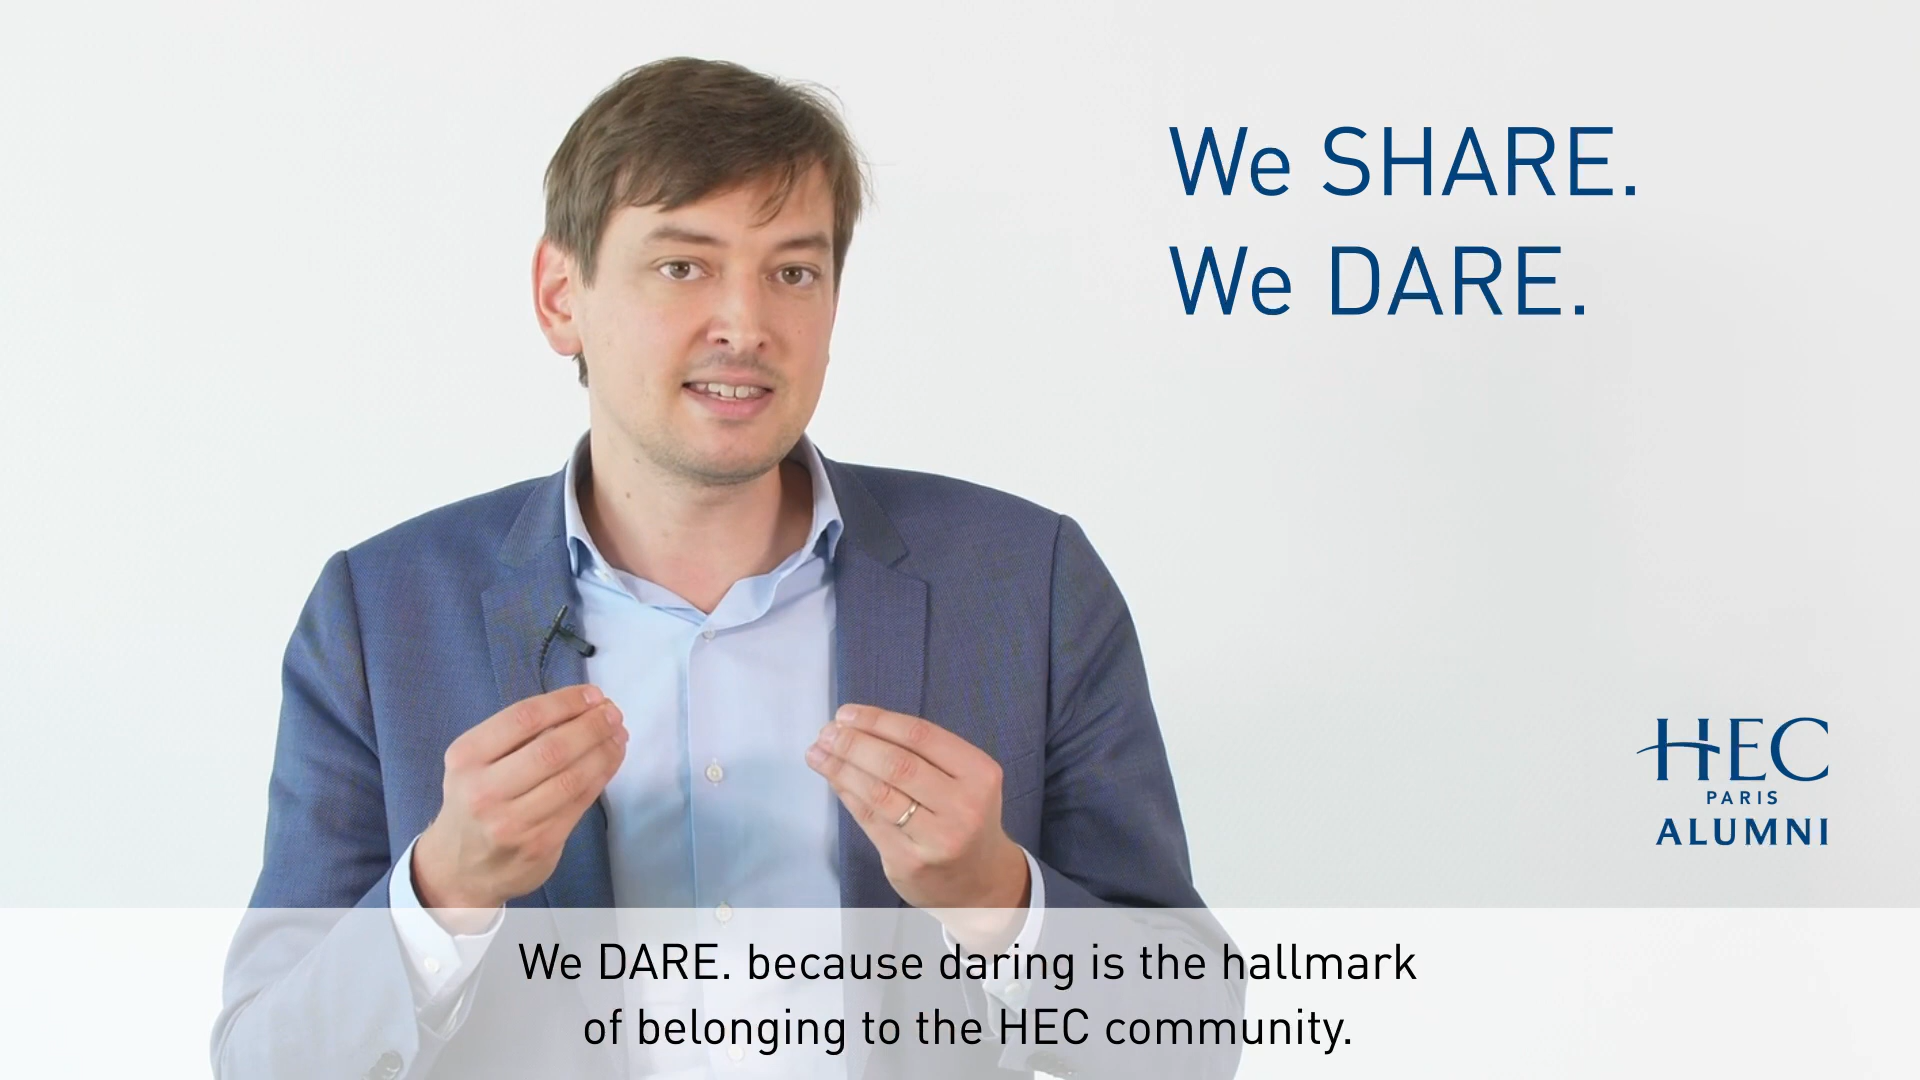 We SHARE.
We DARE.
HEC
PARIS
ALUMNI
We DARE. because daring is the hallmark
of belonging to the HEC community.